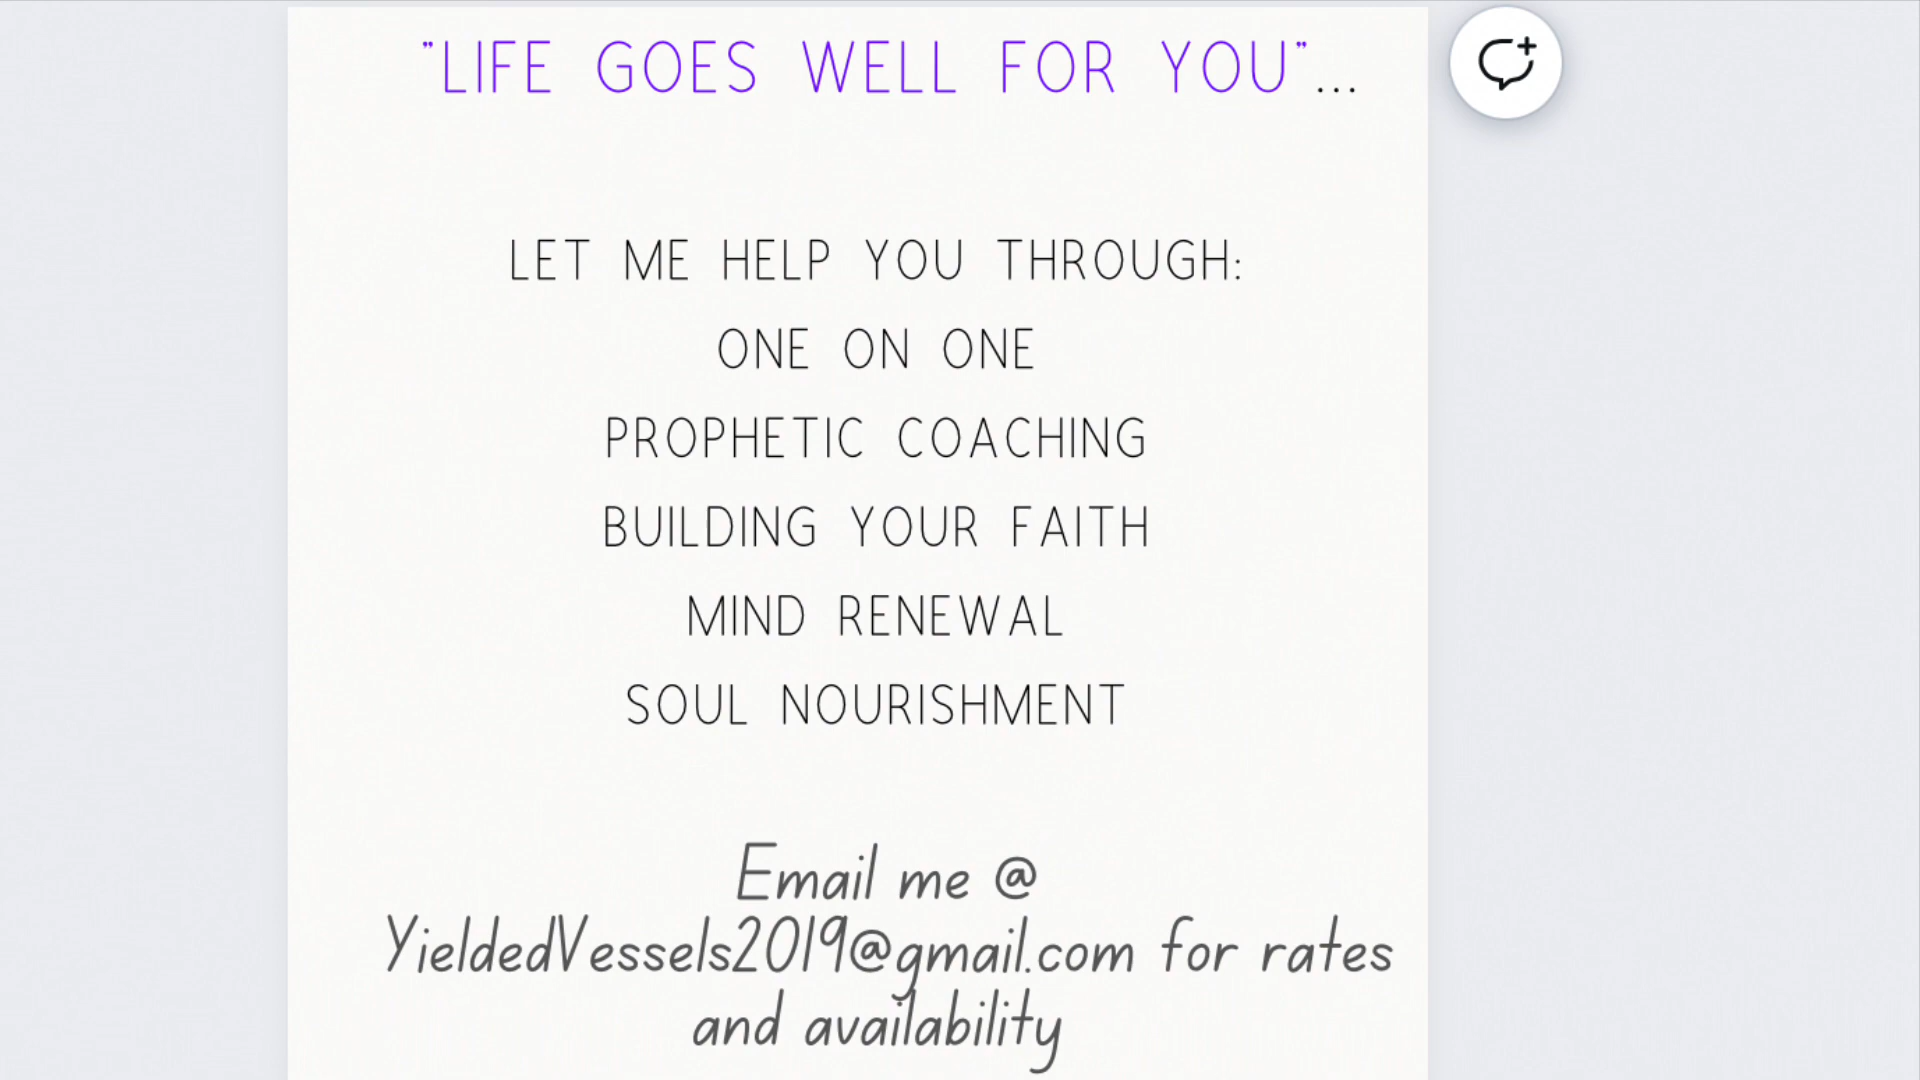 "LIFE GOES WELL FOR YOU"...
LET ME HELP YOU THROUGH:
ONE ON ONE
PROPHETIC COACHING
BUILDING YOUR FAITH
MIND RENEWAL
SOUL NOURISHMENT
Email me @
YieldedVessels2019@gmail.com for rates
and availability